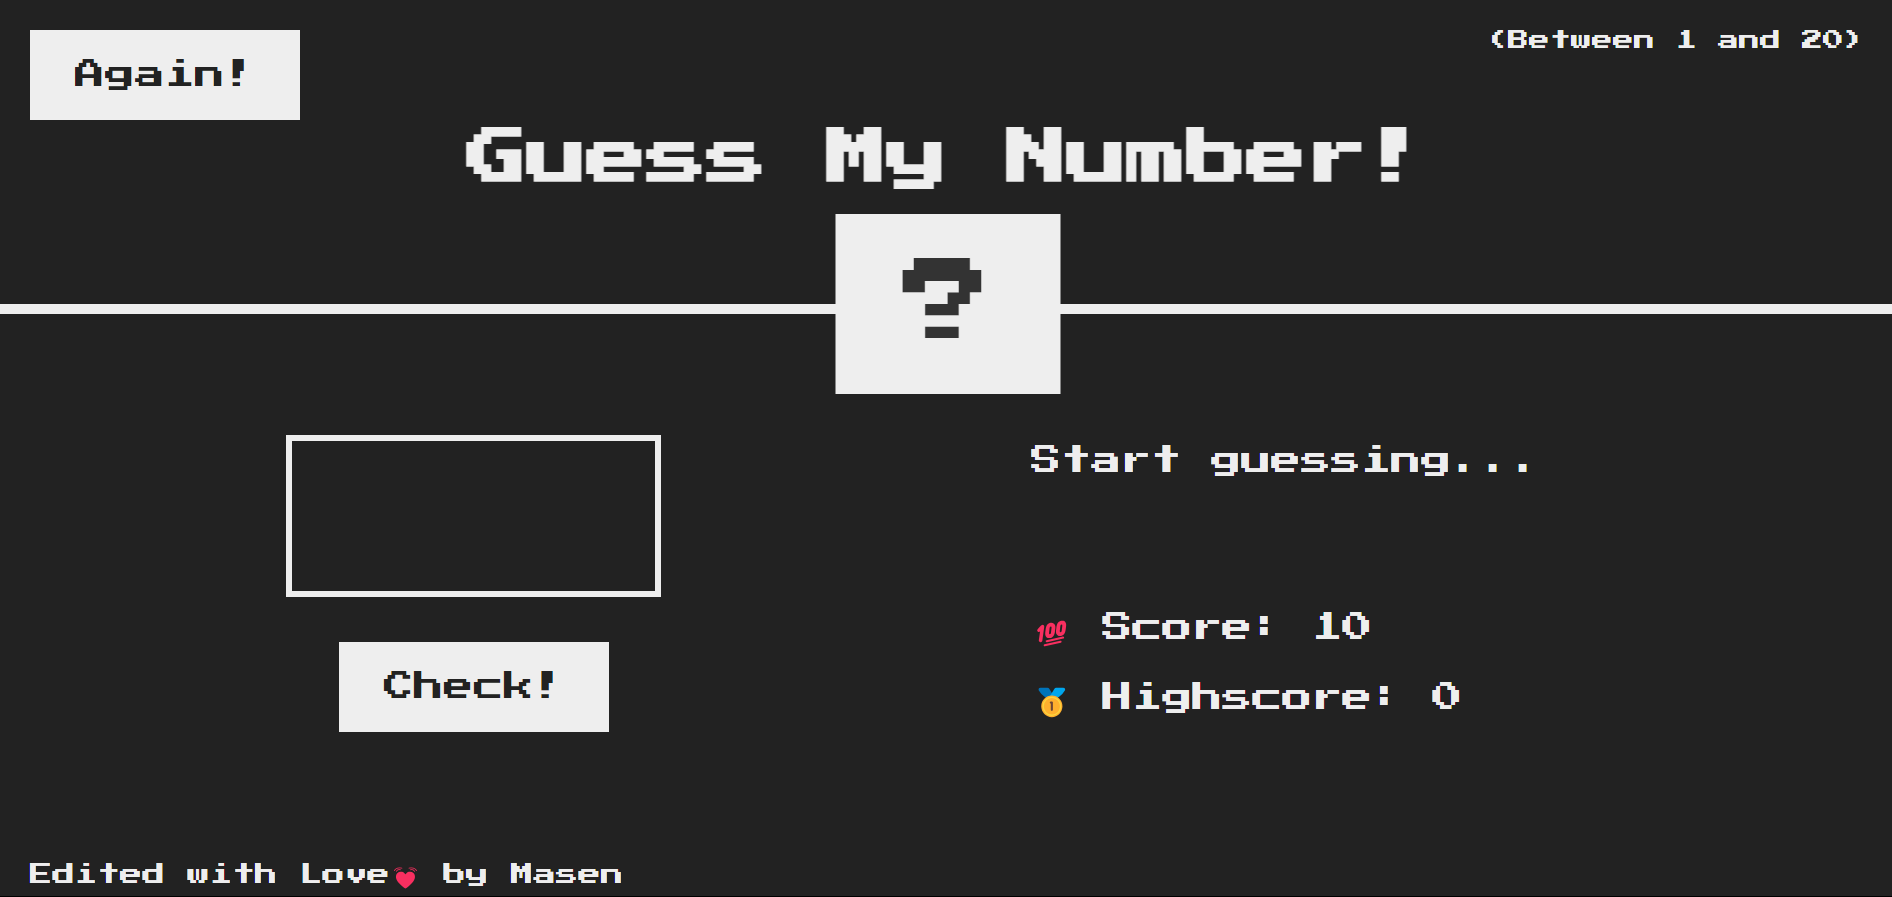 Again!
(Between 1 and 20)
Guess My Number!
?
Start guessing...
💯 Score: 10
Check!
🥇 Highscore: 0
Edited with Love💓 by Masen